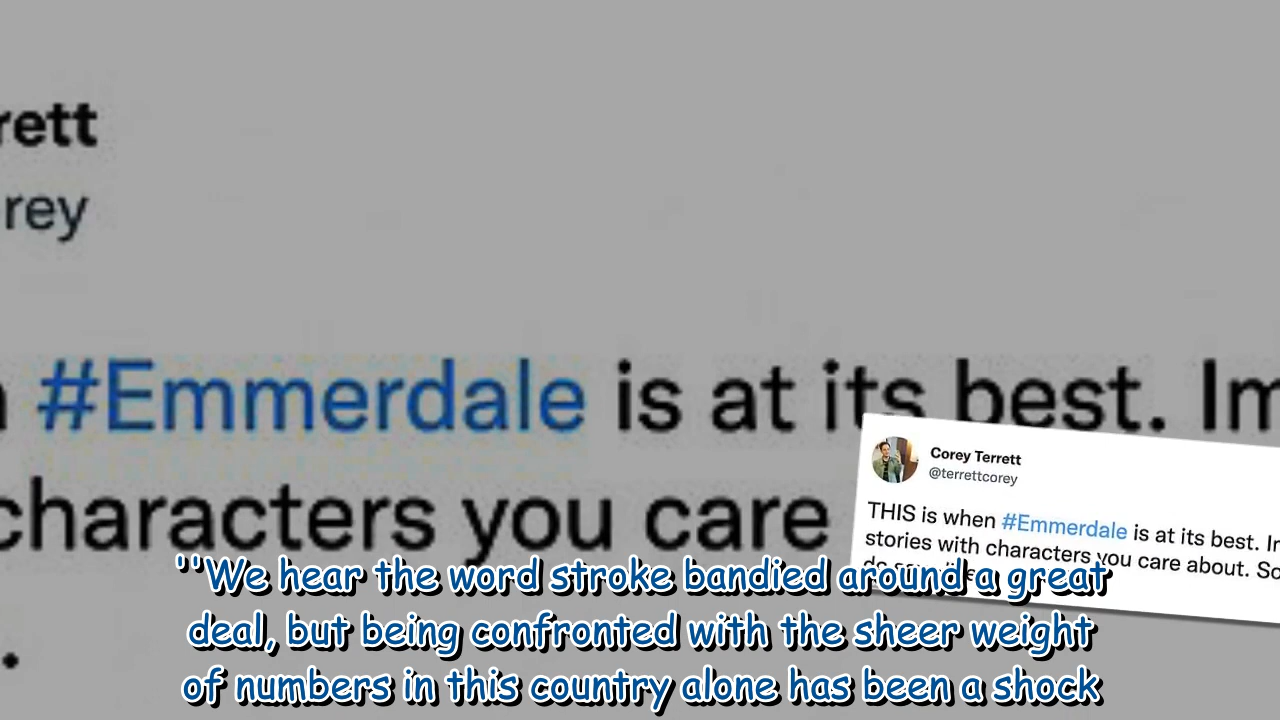 rett
rey
#Emmerdale is at its best. Im
characters you care
Corey Terrett
@terrettcorey
THIS is when #Emmerdale is at its best. Im
stories with characters you care about. So
''We hear the word stroke bandied around a great
deal, but being confronted with the sheer weight
of numbers in this country alone has been a shock